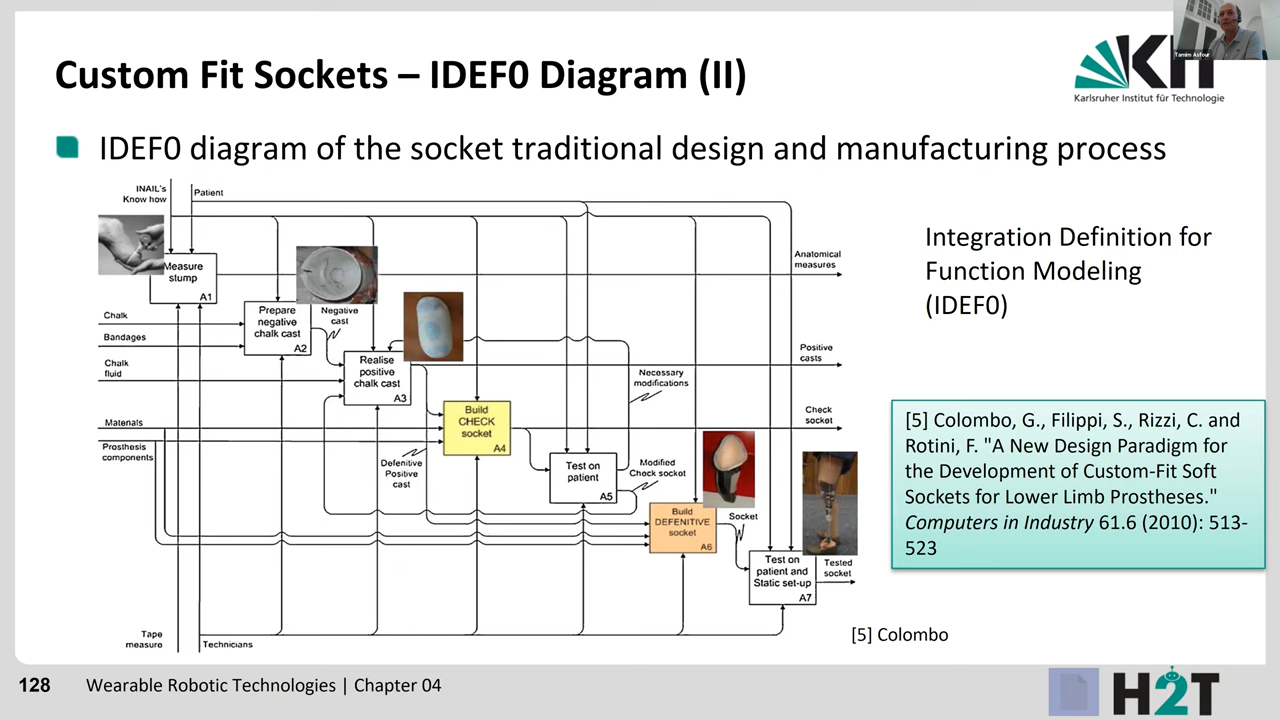 Custom Fit Sockets – IDEF0 Diagram (II)
Tamim Asfour
KIT
Karlsruher Institut für Technologie
IDEF0 diagram of the socket traditional design and manufacturing process
INAIL's
Know how
Patient
Measure
stump
A1
Anatomical
measures
Chalk
Bandages
Chalk
fluid
Prepare
negative
chalk cast
A2
Negative
cast
Realise
positive
chalk cast
A3
Positive
casts
Necessary
modifications
Materials
Prosthesis
components
Build
CHECK
socket
A4
Check
socket
Defenitive
Positive
cast
Test on
patient
A5
Modified
Check socket
Build
DEFENITIVE
socket
A6
Socket
Test on
patient and
Static set-up
A7
Tested
socket
Tape
measure
Technicians
Integration Definition for
Function Modeling
(IDEF0)
[5] Colombo, G., Filippi, S., Rizzi, C. and
Rotini, F. "A New Design Paradigm for
the Development of Custom-Fit Soft
Sockets for Lower Limb Prostheses."
Computers in Industry 61.6 (2010): 513-
523
[5] Colombo
128 Wearable Robotic Technologies | Chapter 04
H2T